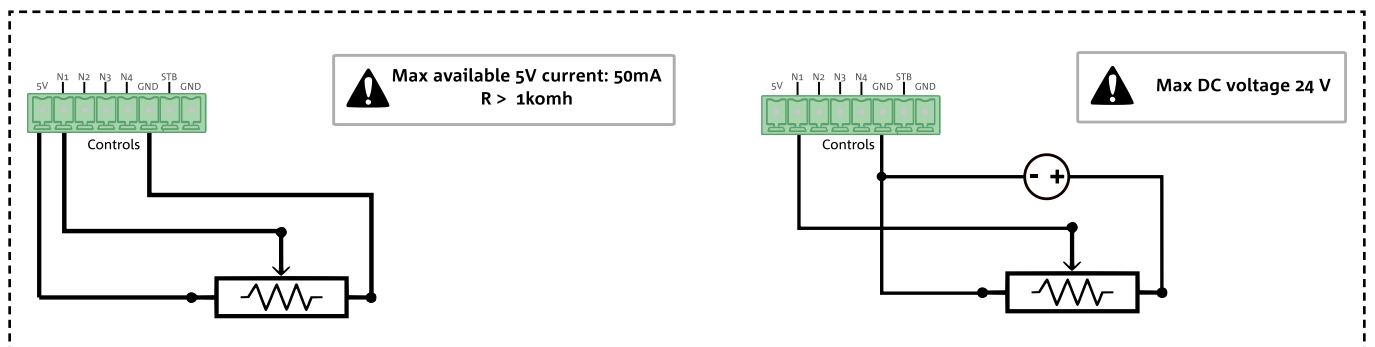 5V N1 N2 N3 N4 GND STB GND
Controls
Max available 5V current: 50mA
R > 1komh
5V N1 N2 N3 N4 GND STB GND
Controls
- +
Max DC voltage 24 V